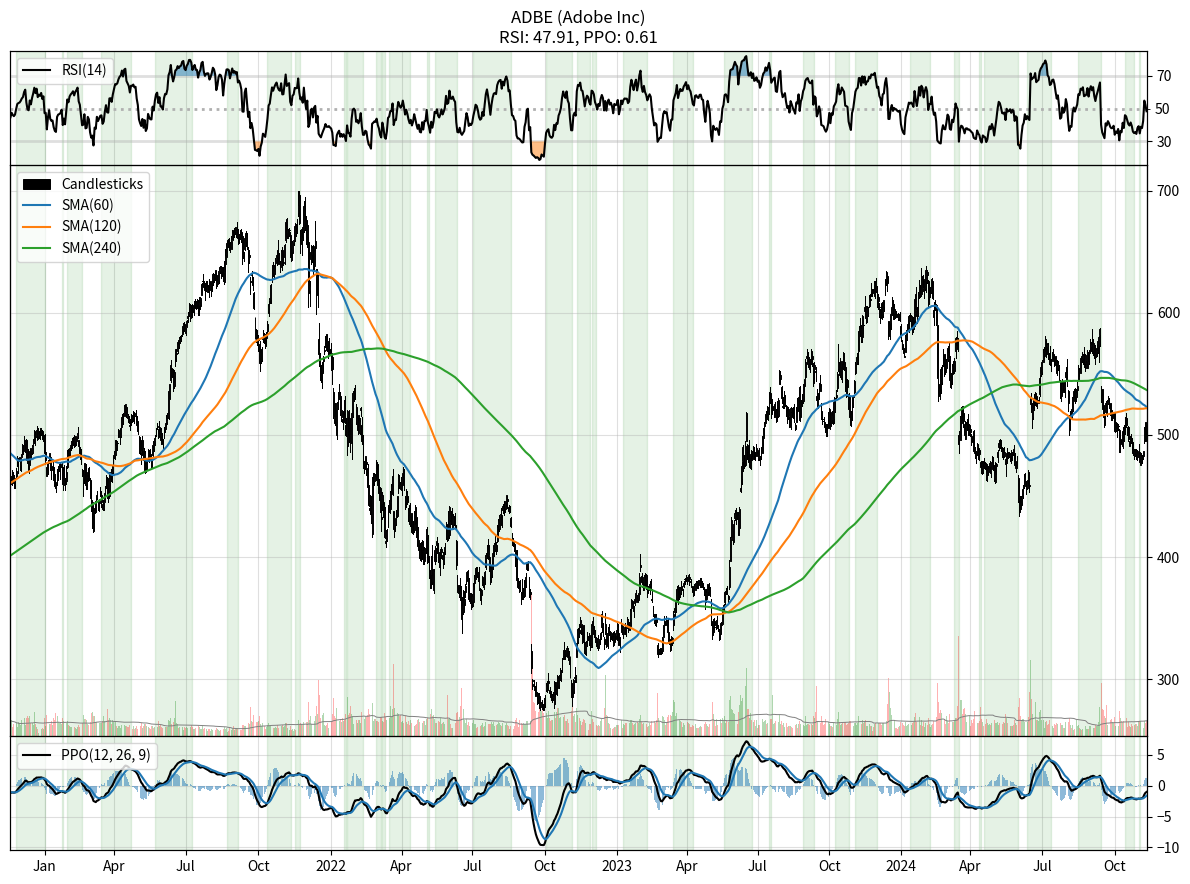 ADBE (Adobe Inc)
RSI: 47.91, PPO: 0.61
RSI(14)
70
50
30
Candlesticks
SMA(60)
SMA(120)
SMA(240)
700
600
500
400
300
PPO(12, 26, 9)
5
0
−5
−10
Jan Apr Jul Oct 2022 Apr Jul Oct 2023 Apr Jul Oct 2024 Apr Jul Oct